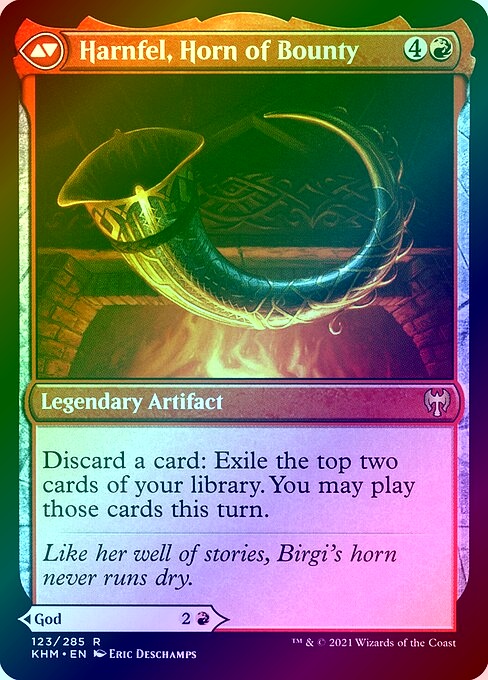 Harnfel, Horn of Bounty 4
Legendary Artifact
Discard a card: Exile the top two
cards of your library. You may play
those cards this turn.
Like her well of stories, Birgi's horn
never runs dry.
God 2
123/285 R
KHM • EN Eric Deschamps
™ & © 2021 Wizards of the Coast